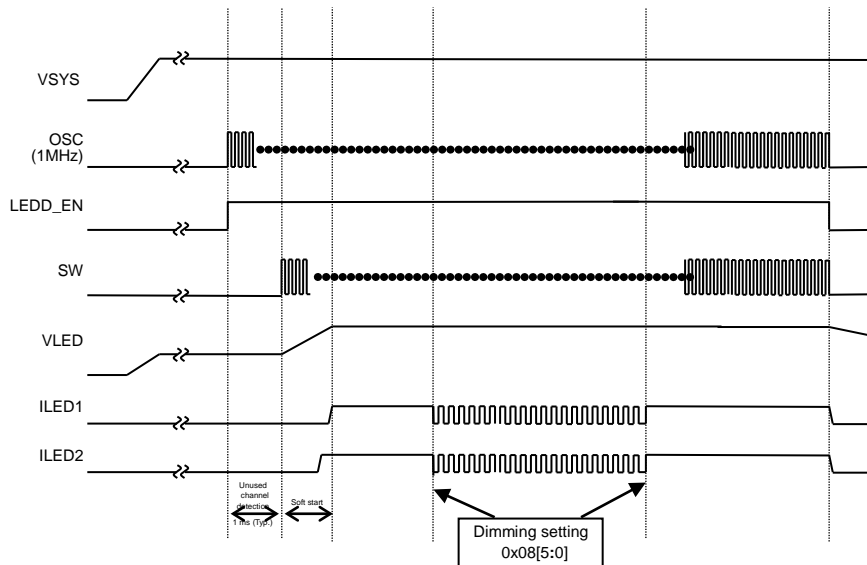 VSYS
OSC
(1MHz)
LEDD_EN
SW
VLED
ILED1
ILED2
Unused
channel
detection
1 ms (Typ.)
Soft start
Dimming setting
0x08[5:0]